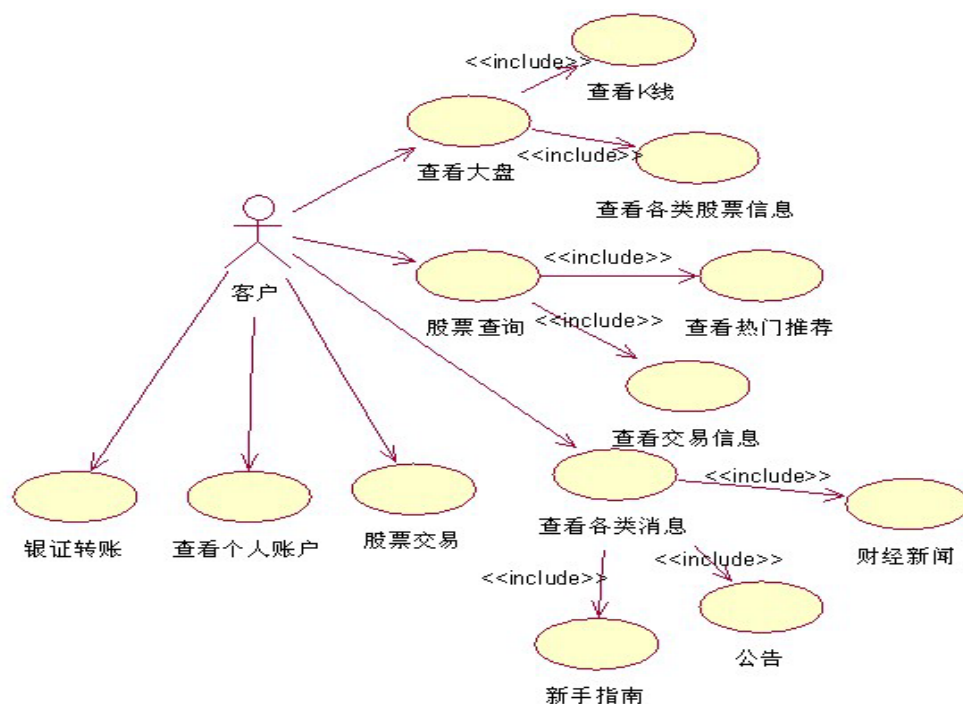 <<include>>
查看K线
<<include>>
查看大盘
查看各类股票信息
客户
<<include>>
股票查询
查看热门推荐
<<include>>
查看交易信息
<<include>>
查看各类消息
财经新闻
银证转账
查看个人账户
股票交易
<<include>>
<<include>>
新手指南
公告